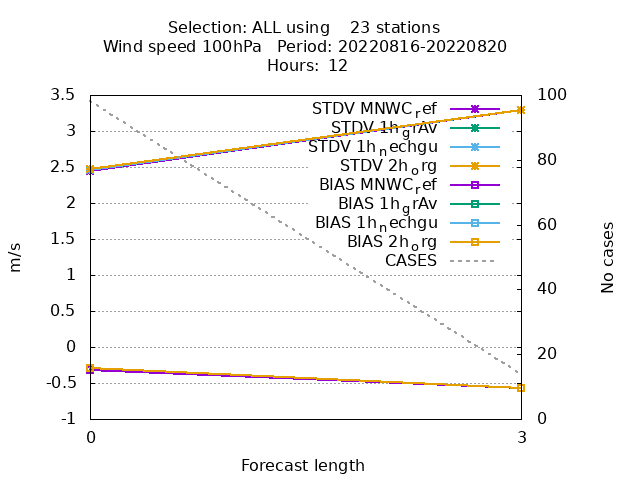 Selection: ALL using 23 stations
Wind speed 100hPa Period: 20220816-20220820
Hours: 12
3.5
3
2.5
2
1.5
1
0.5
0
-0.5
-1
m/s
STDV MNWC_ref
STDV 1h_grAv
STDV 1h_nechgu
STDV 2h_org
BIAS MNWC_ref
BIAS 1h_grAv
BIAS 1h_nechgu
BIAS 2h_org
CASES
100
80
60
40
20
0
No cases
0 3
Forecast length